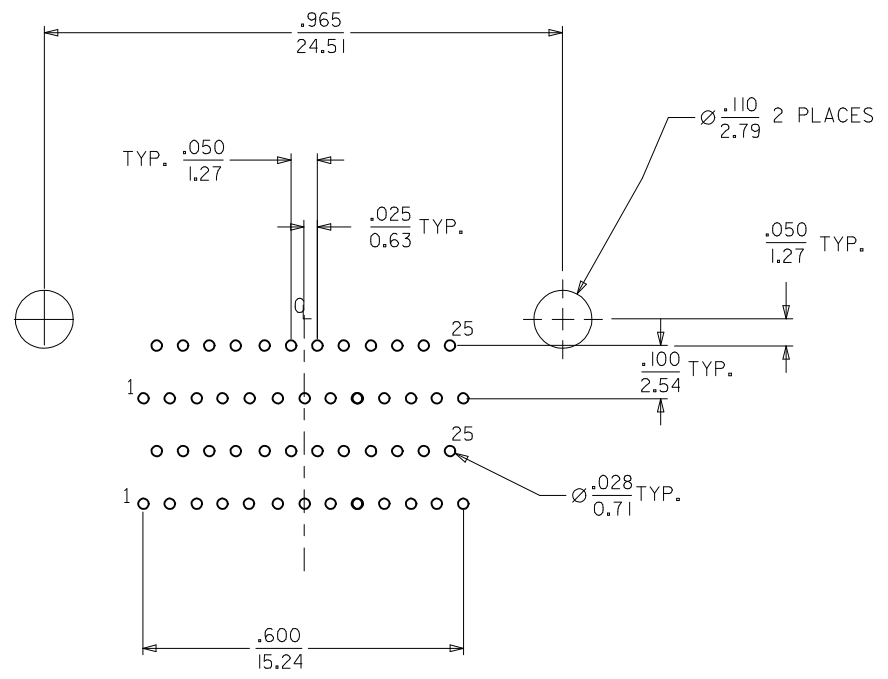 .965
24.51
.110
Ø 2 PLACES
2.79
TYP. .050
1.27
.025
TYP.
0.63
.050
TYP.
1.27
CL
25
.100
TYP.
2.54
1
25
1
.028
Ø TYP.
0.71
.600
15.24